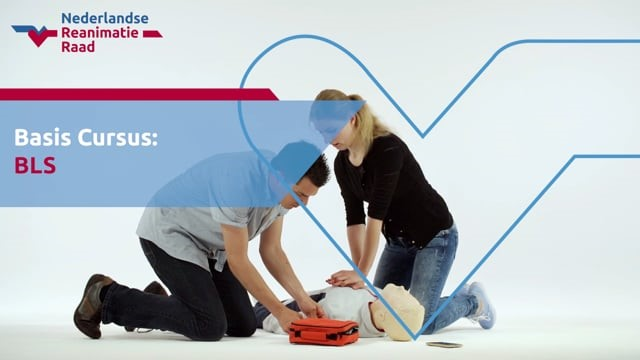 Nederlandse
Reanimatie
Raad
Basis Cursus:
BLS